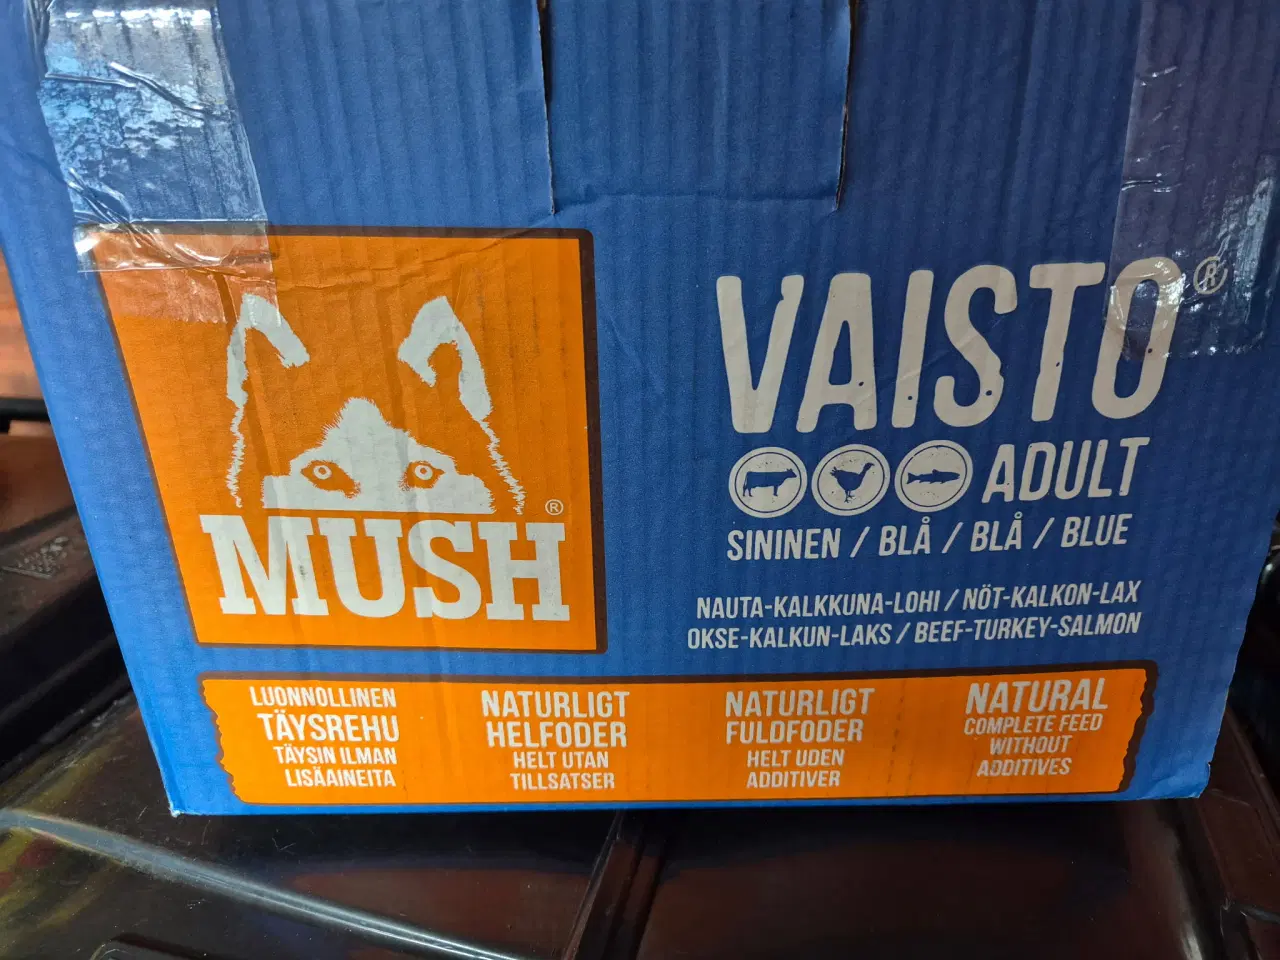 MUSH®
VAISTO®
ADULT
SININEN / BLÅ / BLÅ / BLUE
NAUTA-KALKKUNA-LOHI / NÖT-KALKON-LAX
OKSE-KALKUN-LAKS / BEEF-TURKEY-SALMON
LUONNOLLINEN
TÄYSREHU
TÄYSIN ILMAN
LISÄAINEITA
NATURLIGT
HELFODER
HELT UTAN
TILLSATSER
NATURLIGT
FULDFODER
HELT UDEN
ADDITIVER
NATURAL
COMPLETE FEED
WITHOUT
ADDITIVES